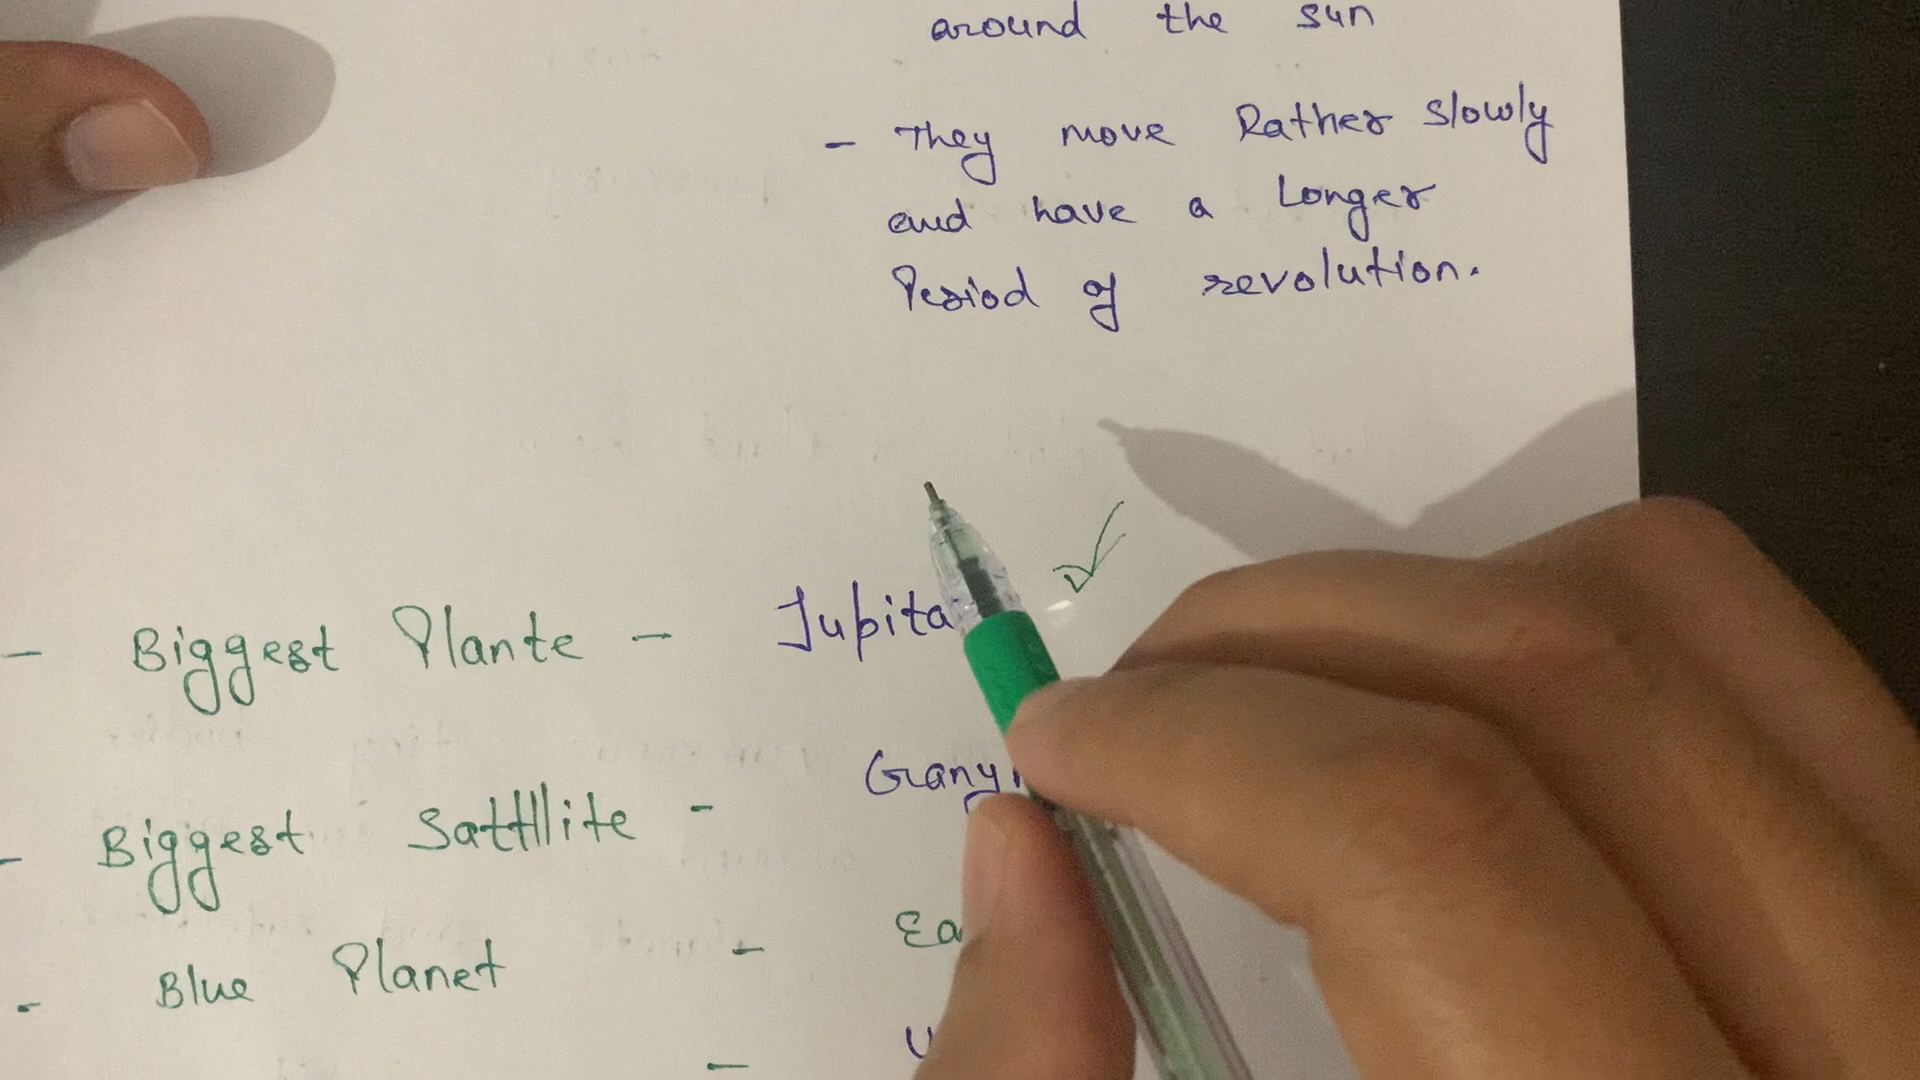 around the sun
- They move Rather slowly
and have a Longer
Period of revolution.
- Biggest Plante - Jupita
- Biggest Satttlite -
- Blue Planet -
-